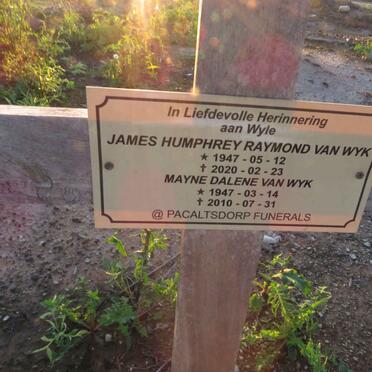 In Liefdevolle Herinnering
aan Wyle
JAMES HUMPHREY RAYMOND VAN WYK
★ 1947 - 05 - 12
✝ 2020 - 02 - 23
MAYNE DALENE VAN WYK
★ 1947 - 03 - 14
✝ 2010 - 07 - 31
@ PACALTSDORP FUNERALS